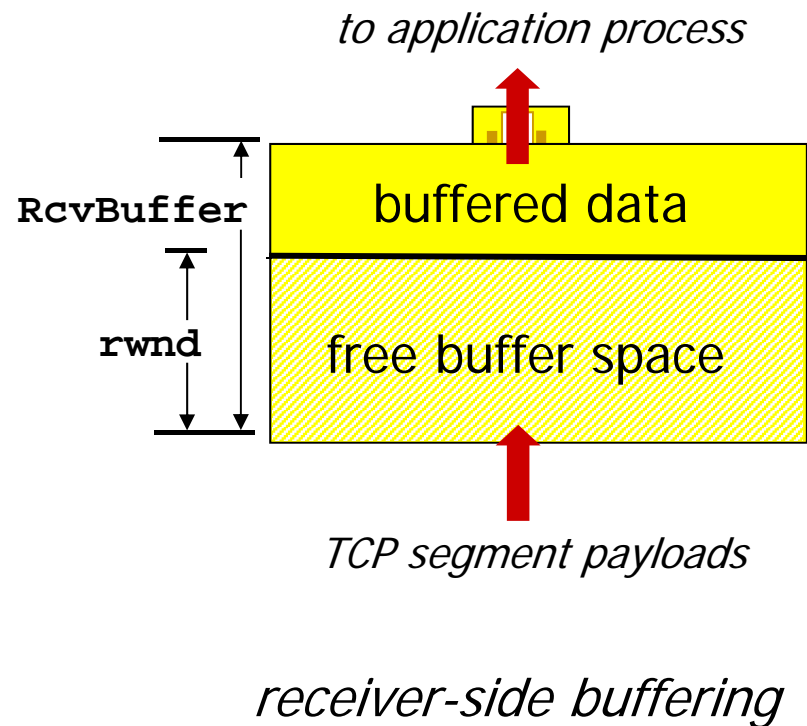 to application process
RcvBuffer
buffered data
rwnd
free buffer space
TCP segment payloads
receiver-side buffering